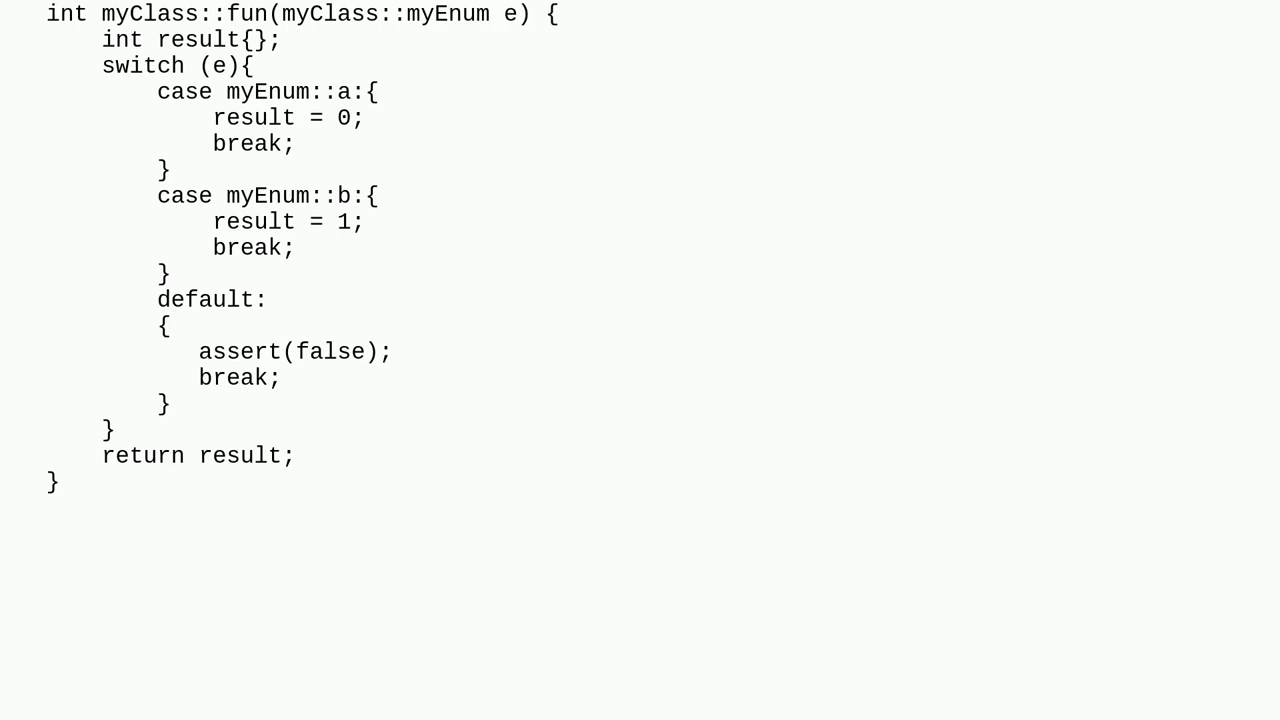 int myClass::fun(myClass::myEnum e) {
    int result{};
    switch (e){
        case myEnum::a:{
            result = 0;
            break;
        }
        case myEnum::b:{
            result = 1;
            break;
        }
        default:
        {
           assert(false);
           break;
        }
    }
    return result;
}